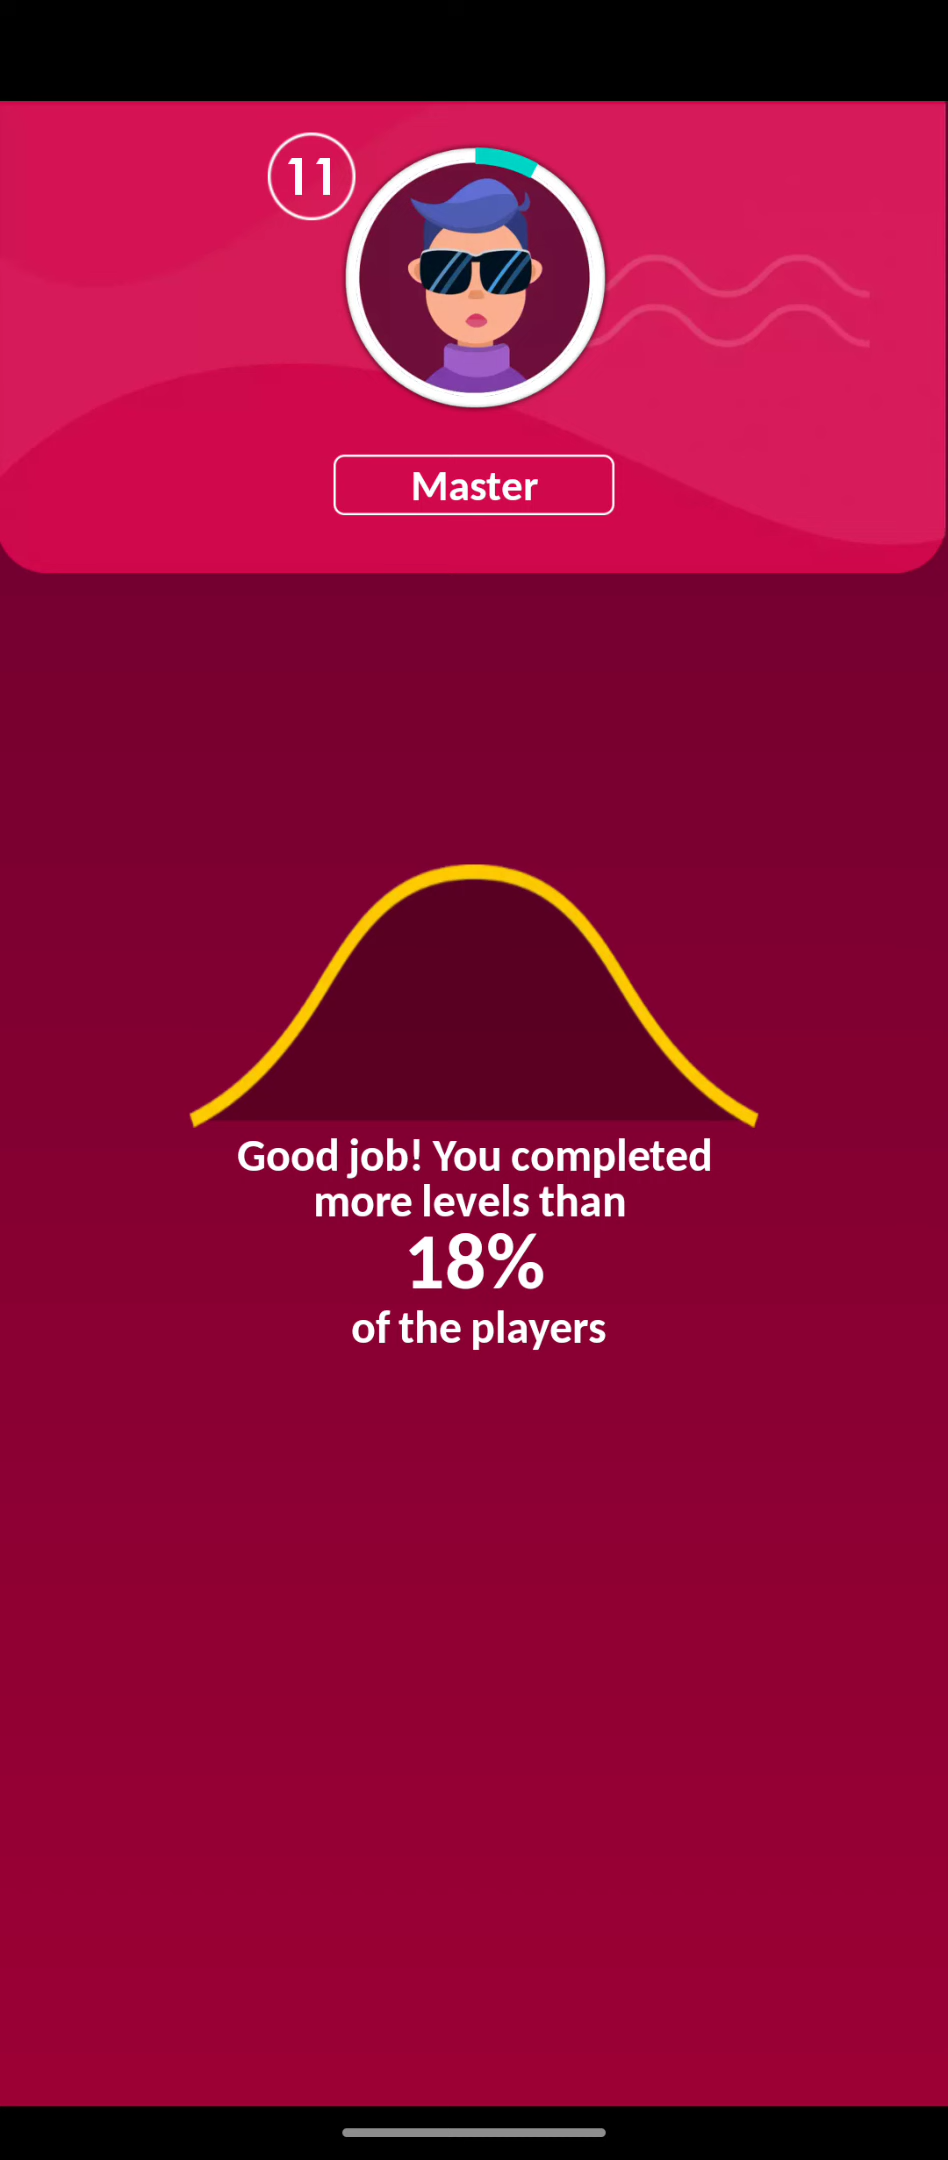 11
Master
Good job! You completed
more levels than
18%
of the players